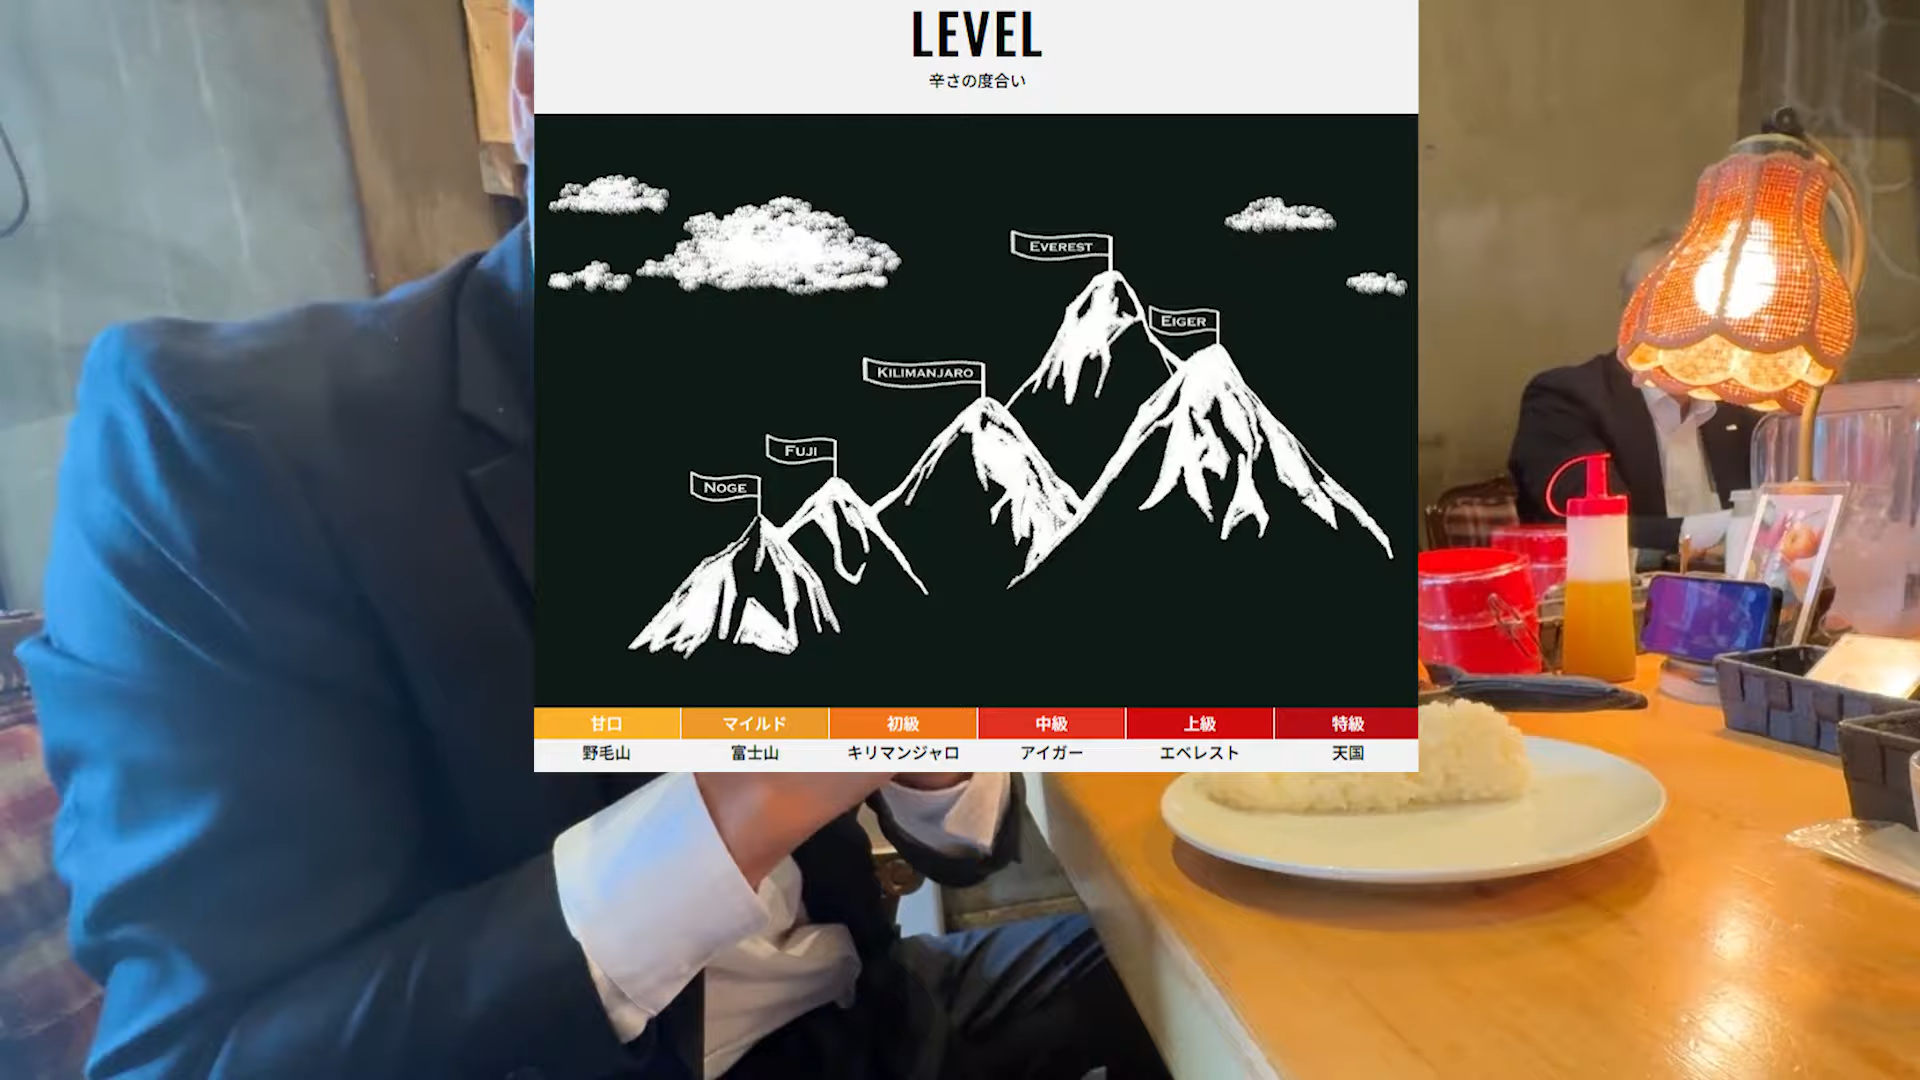 LEVEL
辛さの度合い
EVEREST
EIGER
KILIMANJARO
FUJI
NOGE
甘口 マイルド 初級 中級 上級 特級
野毛山 富士山 キリマンジャロ アイガー エベレスト 天国